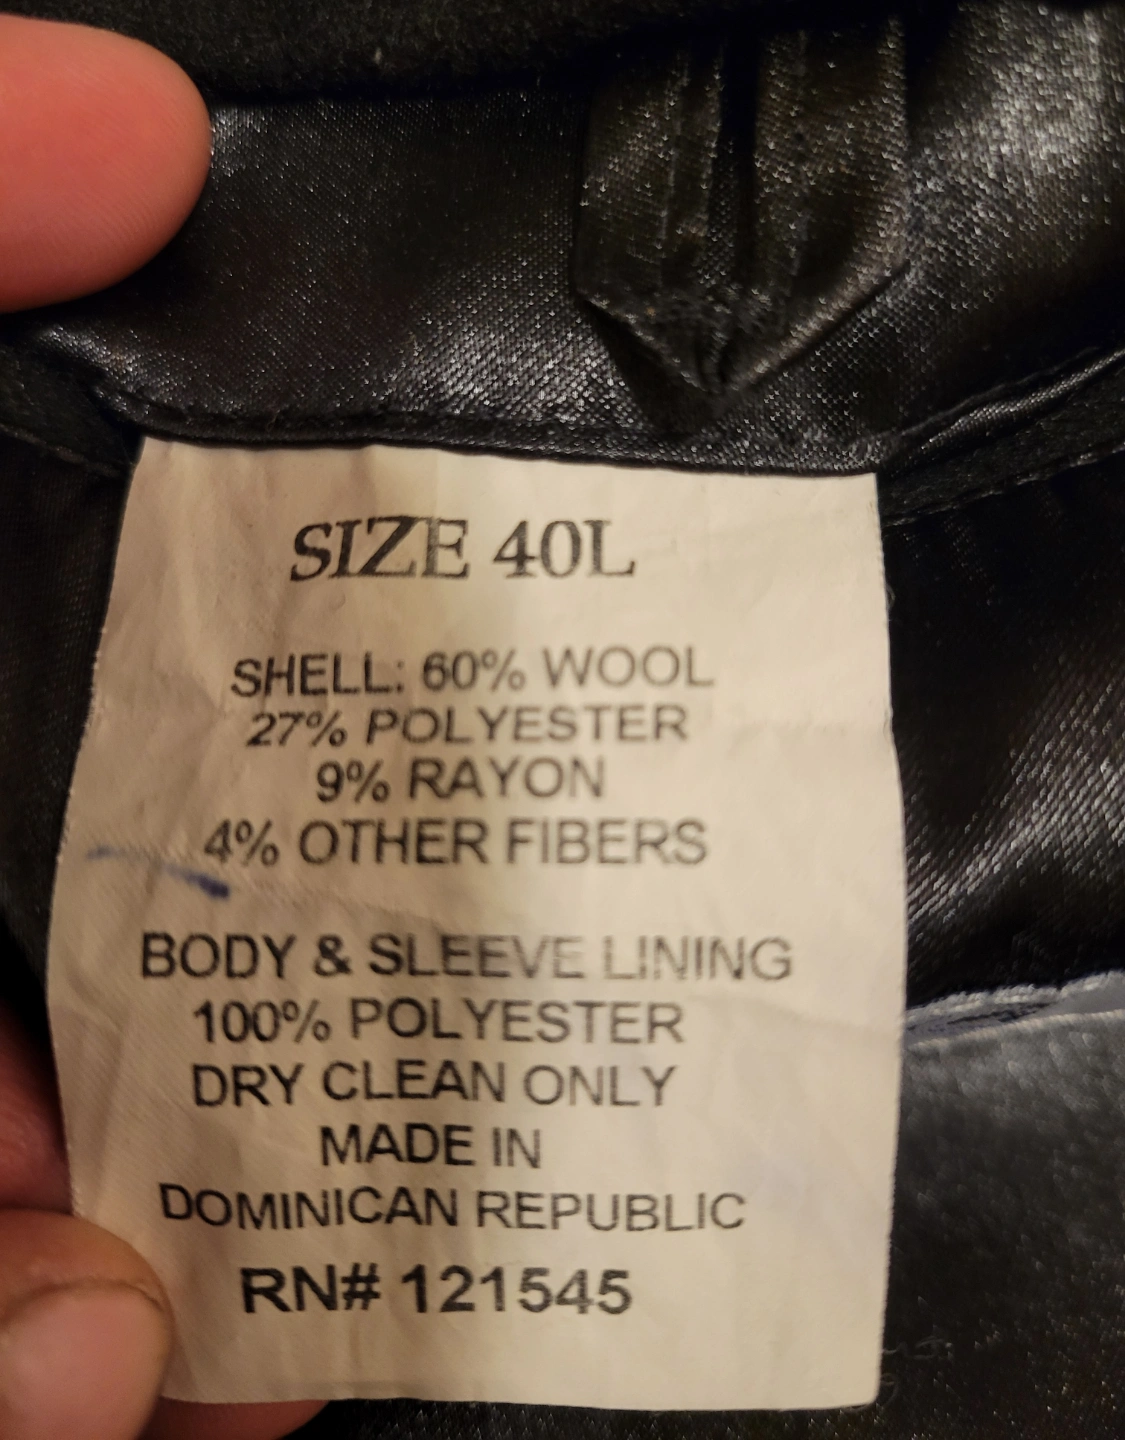 SIZE 40L
SHELL: 60% WOOL
27% POLYESTER
9% RAYON
4% OTHER FIBERS
BODY & SLEEVE LINING
100% POLYESTER
DRY CLEAN ONLY
MADE IN
DOMINICAN REPUBLIC
RN# 121545